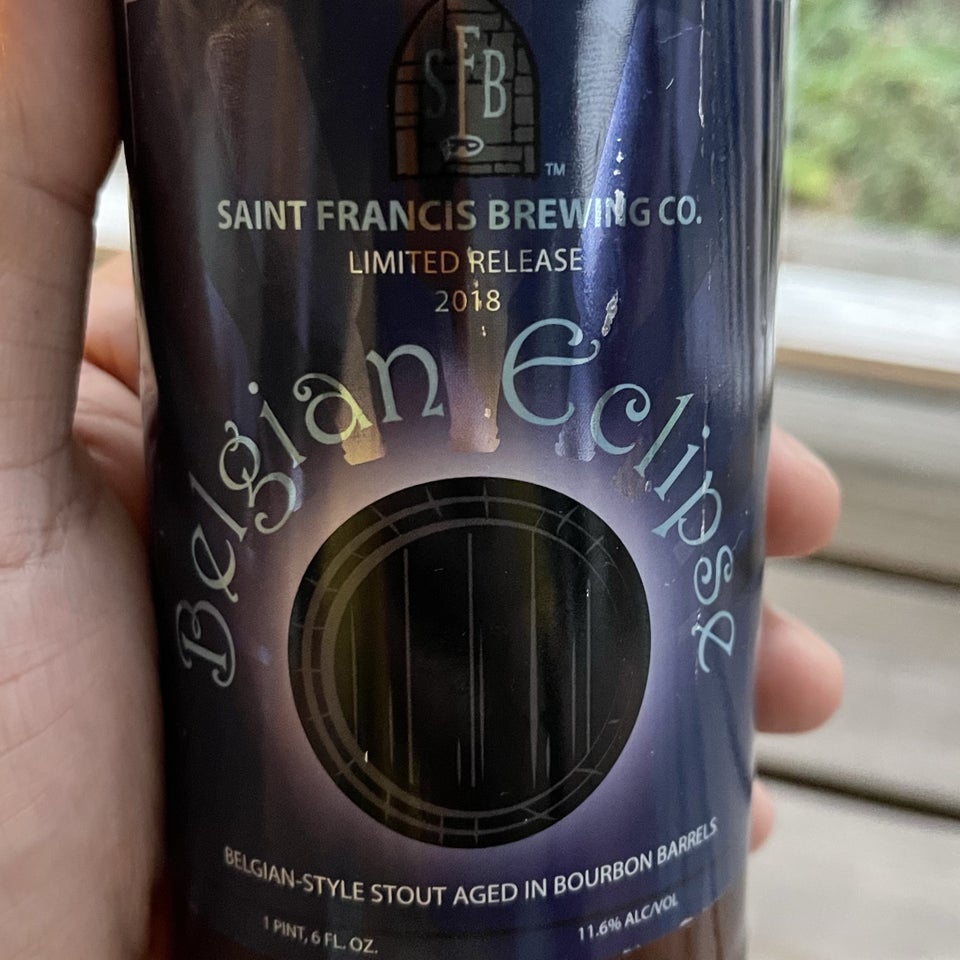 SFB
TM
SAINT FRANCIS BREWING CO.
LIMITED RELEASE
2018
Belgian Eclipse
BELGIAN-STYLE STOUT AGED IN BOURBON BARRELS
1 PINT, 6 FL. OZ.
11.6% ALC/VOL